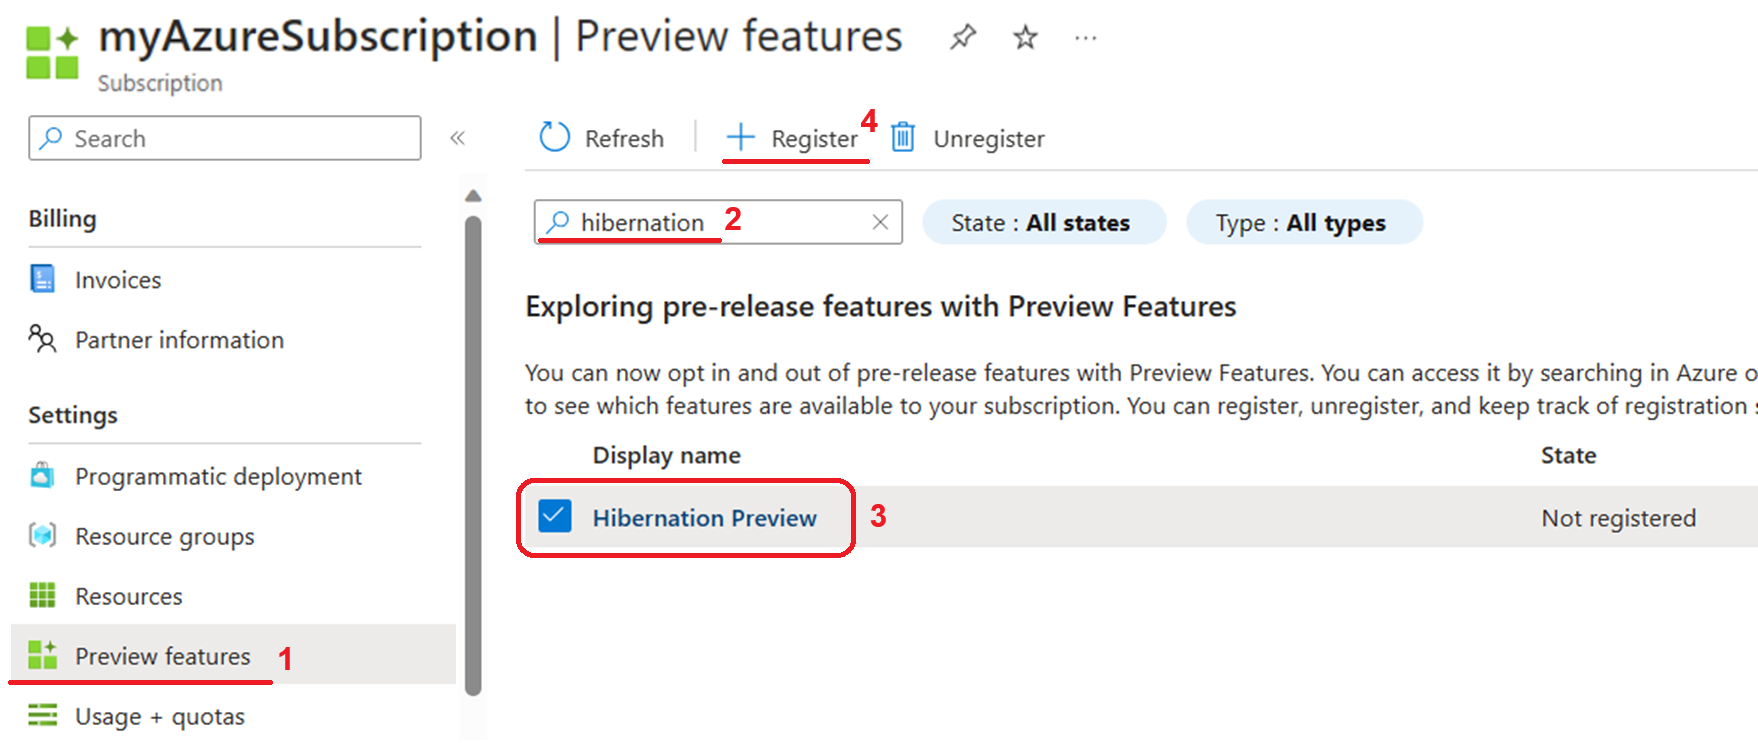 myAzureSubscription | Preview features
Subscription
Search
Billing
Invoices
Partner information
Settings
Programmatic deployment
Resource groups
Resources
Preview features 1
Usage + quotas
Refresh Register 4 Unregister
hibernation 2 State : All states Type : All types
Exploring pre-release features with Preview Features
You can now opt in and out of pre-release features with Preview Features. You can access it by searching in Azure
to see which features are available to your subscription. You can register, unregister, and keep track of registration
Display name State
Hibernation Preview 3 Not registered